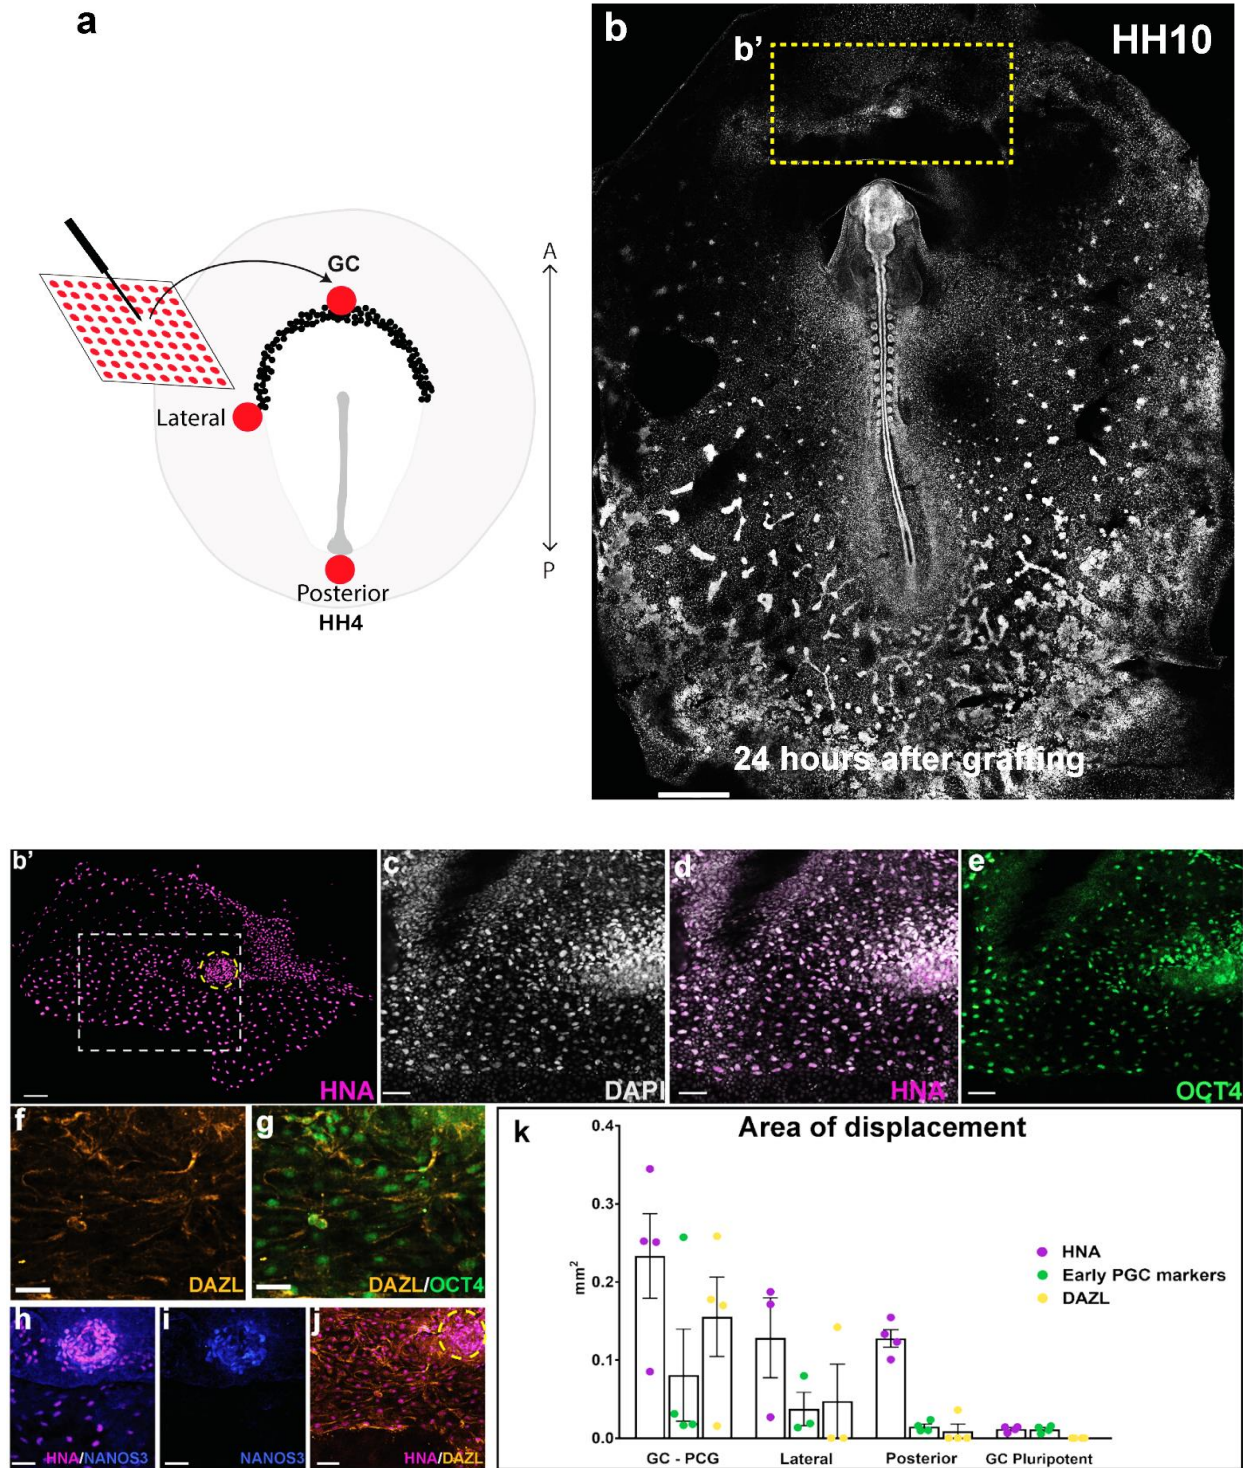 a
GC
A
Lateral
P
Posterior
HH4
b
b’
HH10
24 hours after grafting
b’
HNA
c
DAPI
d
HNA
e
OCT4
f
DAZL
g
DAZL/OCT4
h
HNA/NANOS3
i
NANOS3
j
HNA/DAZL
k
Area of displacement
0.4
0.3
0.2
0.1
0.0
mm²
HNA
Early PGC markers
DAZL
GC - PCG
Lateral
Posterior
GC Pluripotent